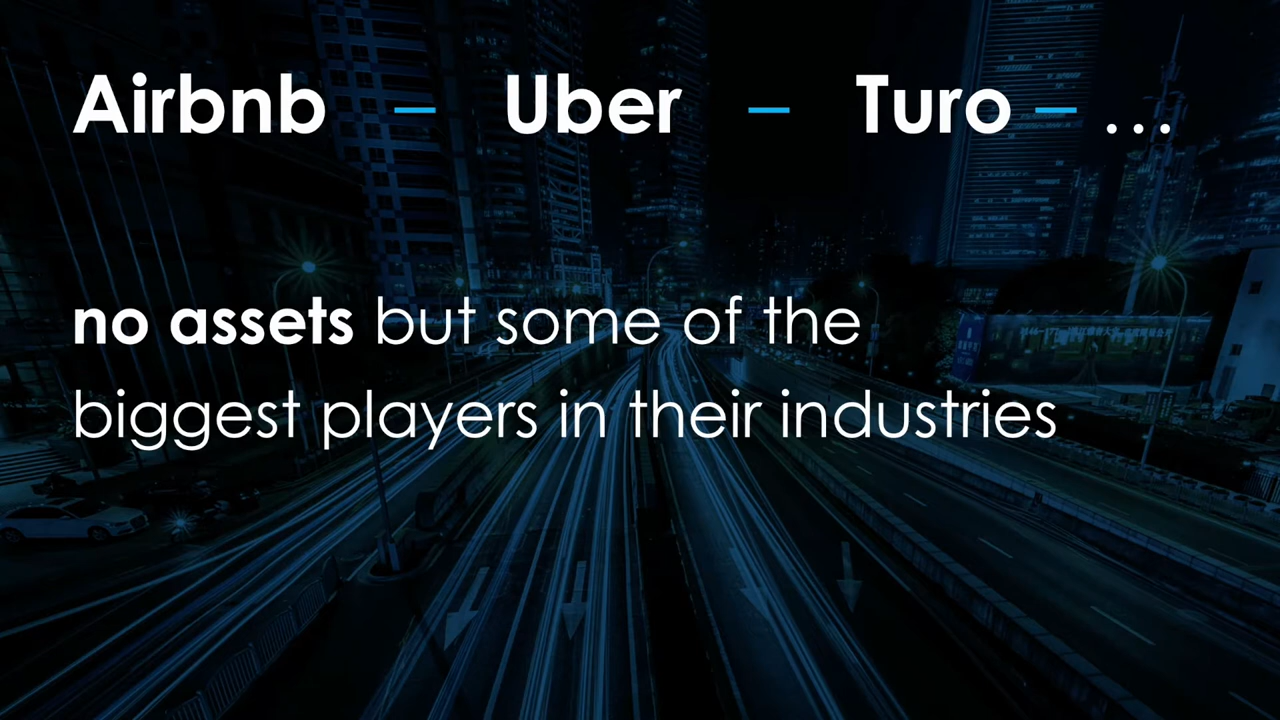 Airbnb – Uber – Turo – ...
no assets but some of the
biggest players in their industries